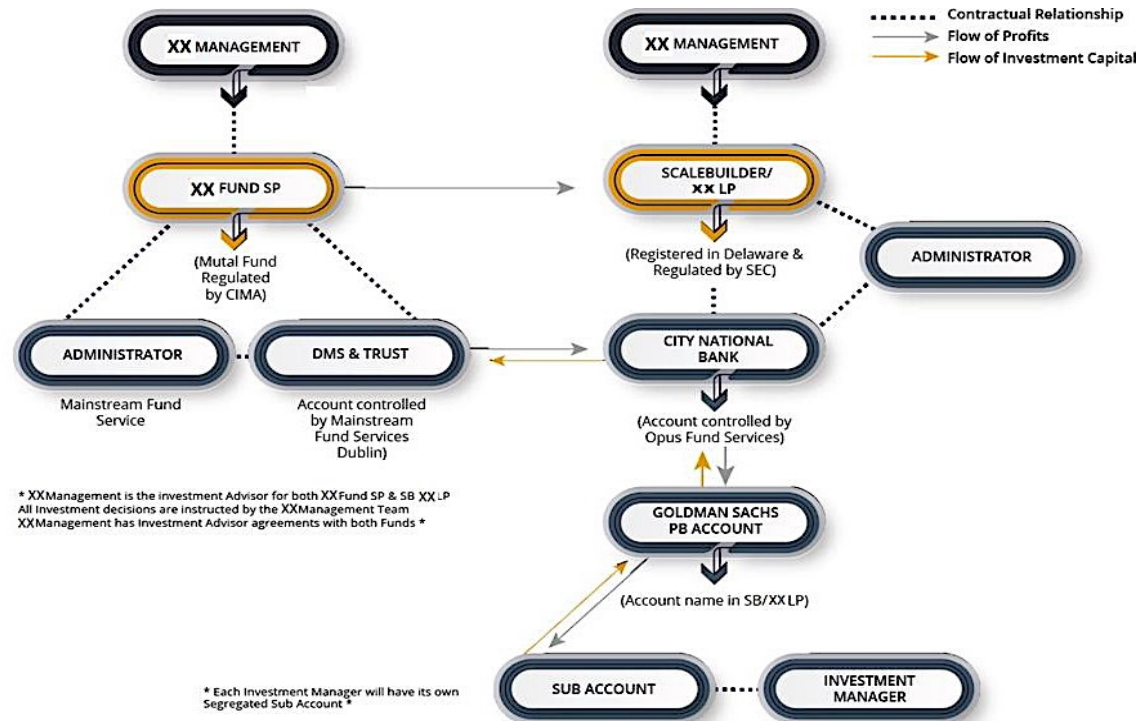 XX MANAGEMENT
XX MANAGEMENT
Contractual Relationship
Flow of Profits
Flow of Investment Capital
XX FUND SP
SCALEBUILDER/
XX LP
(Mutal Fund
Regulated
by CIMA)
(Registered in Delaware &
Regulated by SEC)
ADMINISTRATOR
ADMINISTRATOR
DMS & TRUST
CITY NATIONAL
BANK
Mainstream Fund
Service
Account controlled
by Mainstream
Fund Services
Dublin)
(Account controlled by
Opus Fund Services)
* XXManagement is the investment Advisor for both XXFund SP & SB XXLP
All Investment decisions are instructed by the XXManagement Team
XXManagement has Investment Advisor agreements with both Funds *
GOLDMAN SACHS
PB ACCOUNT
(Account name in SB/XXLP)
* Each Investment Manager will have its own
Segregated Sub Account *
SUB ACCOUNT
INVESTMENT
MANAGER